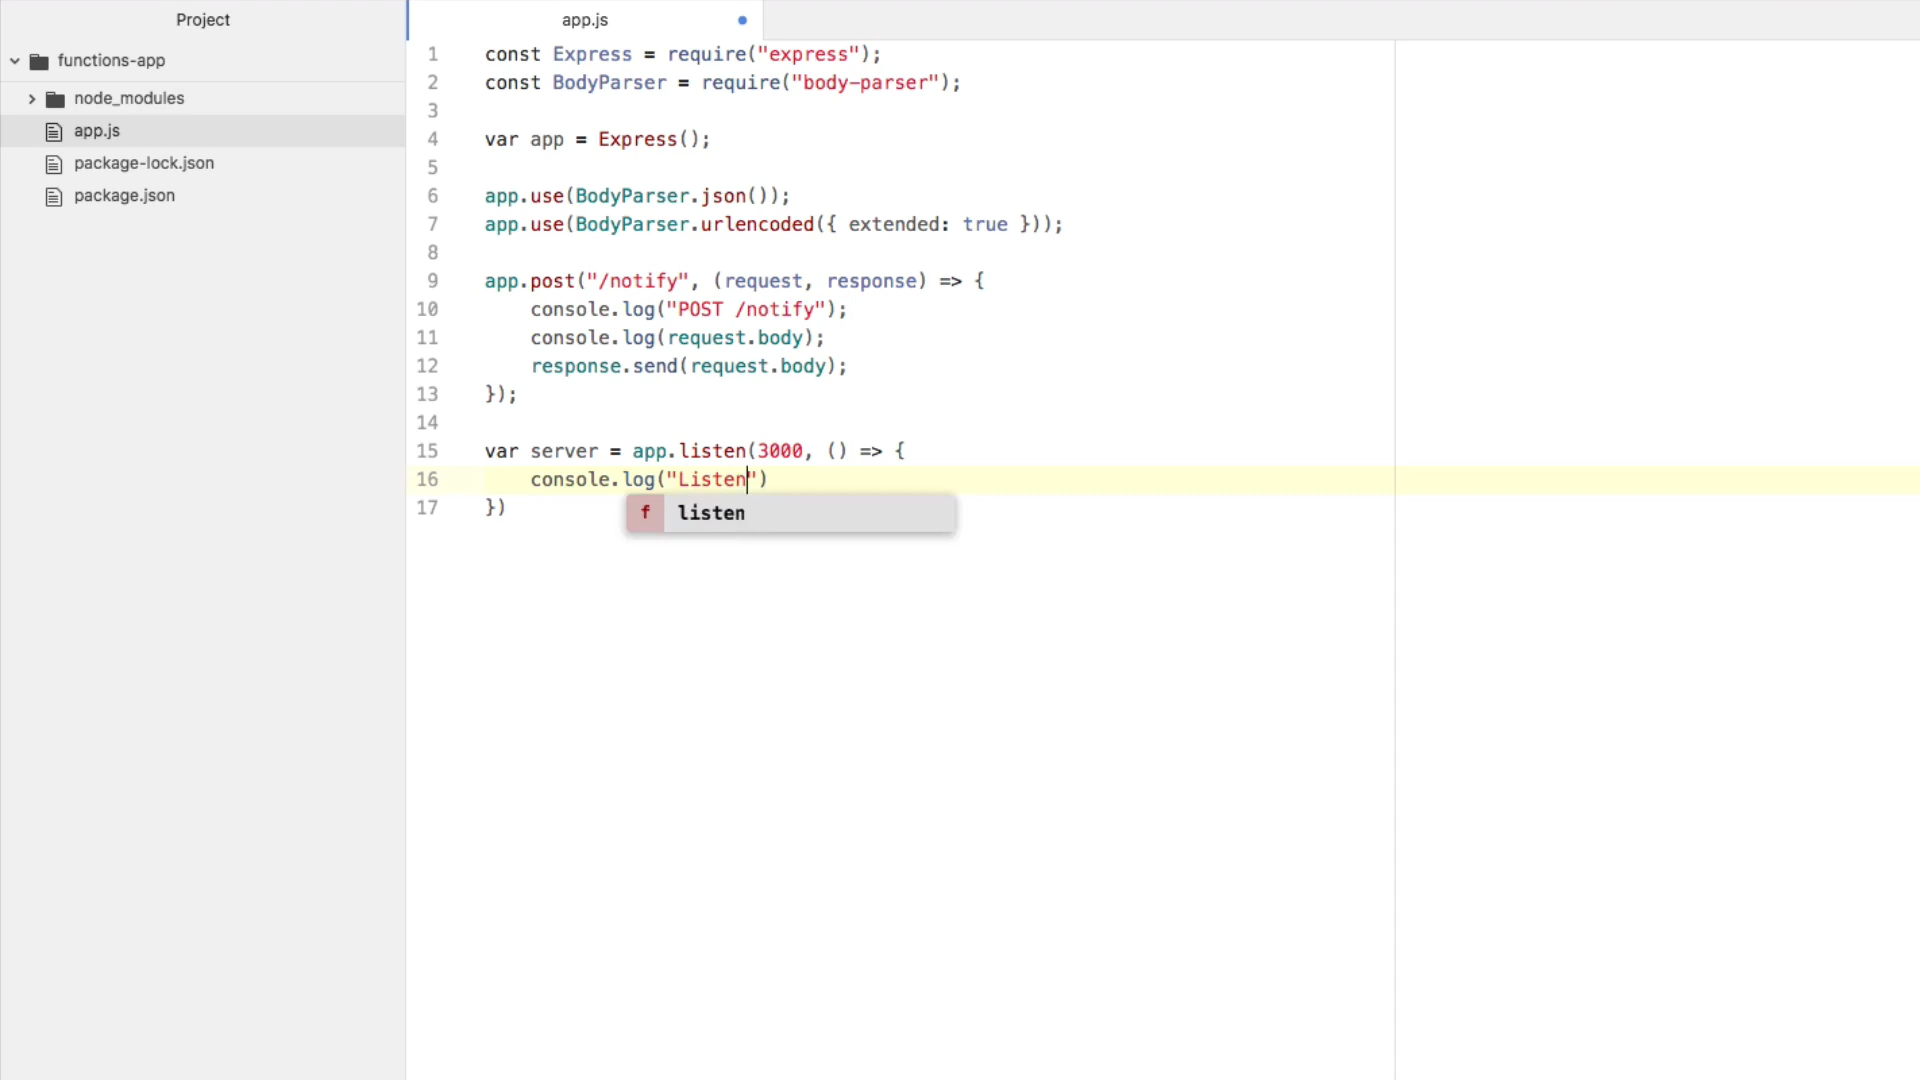 Project
functions-app
node_modules
app.js
package-lock.json
package.json
app.js
1 const Express = require("express");
2 const BodyParser = require("body-parser");
3
4 var app = Express();
5
6 app.use(BodyParser.json());
7 app.use(BodyParser.urlencoded({ extended: true }));
8
9 app.post("/notify", (request, response) => {
10 console.log("POST /notify");
11 console.log(request.body);
12 response.send(request.body);
13 });
14
15 var server = app.listen(3000, () => {
16 console.log("Listen")
17 })
f listen